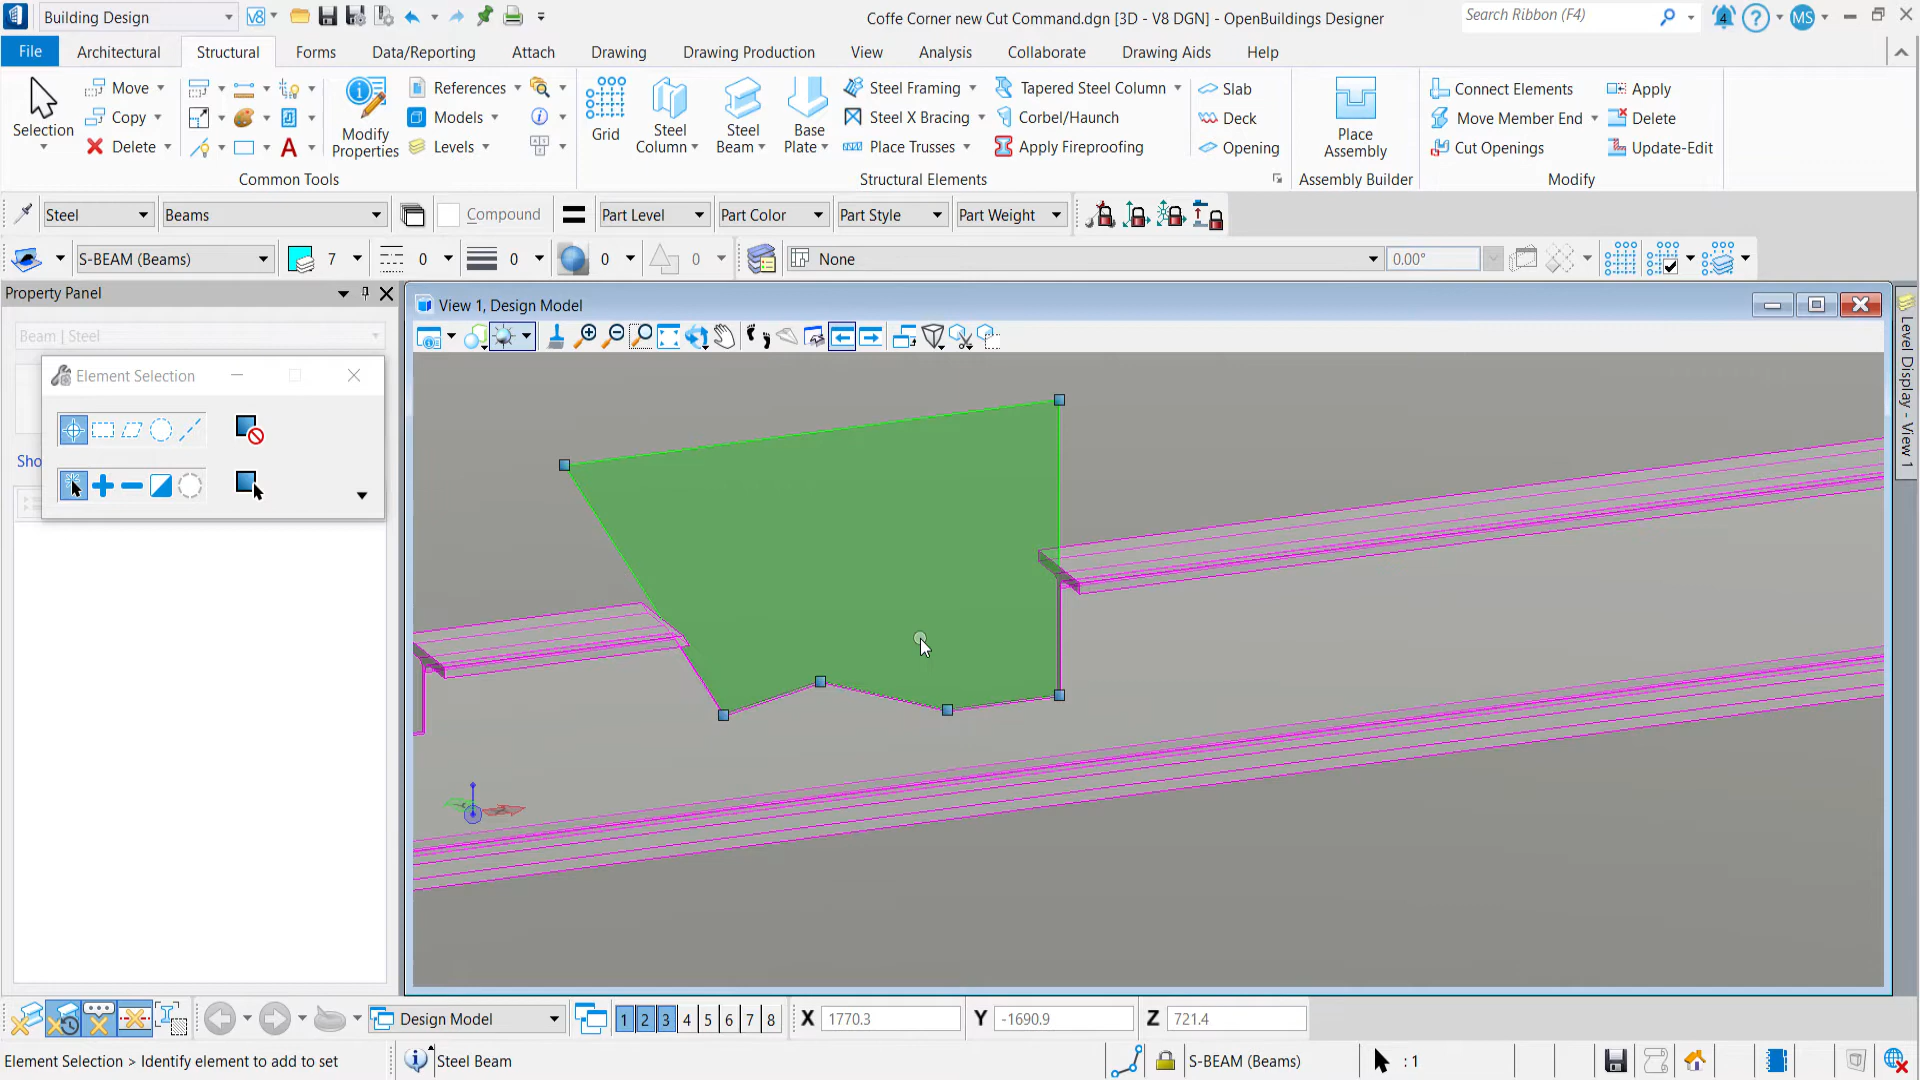 Building Design
V8
Coffe Corner new Cut Command.dgn [3D - V8 DGN] - OpenBuildings Designer
Search Ribbon (F4)
4
MS
File
Architectural
Structural
Forms
Data/Reporting
Attach
Drawing
Drawing Production
View
Analysis
Collaborate
Drawing Aids
Help
Selection
Move
Copy
Delete
Modify
Properties
References
Models
Levels
Common Tools
Grid
Steel
Column
Steel
Beam
Base
Plate
Steel Framing
Steel X Bracing
Place Trusses
Tapered Steel Column
Corbel/Haunch
Apply Fireproofing
Slab
Deck
Opening
Structural Elements
Place
Assembly
Assembly Builder
Connect Elements
Move Member End
Cut Openings
Apply
Delete
Update-Edit
Modify
Steel
Beams
Compound
Part Level
Part Color
Part Style
Part Weight
S-BEAM (Beams)
7
0
0
0
0
None
0.00°
Property Panel
Beam | Steel
Element Selection
Sho
View 1, Design Model
Level Display - View 1
Design Model
1 2 3 4 5 6 7 8
X 1770.3
Y -1690.9
Z 721.4
Element Selection > Identify element to add to set
Steel Beam
S-BEAM (Beams)
: 1